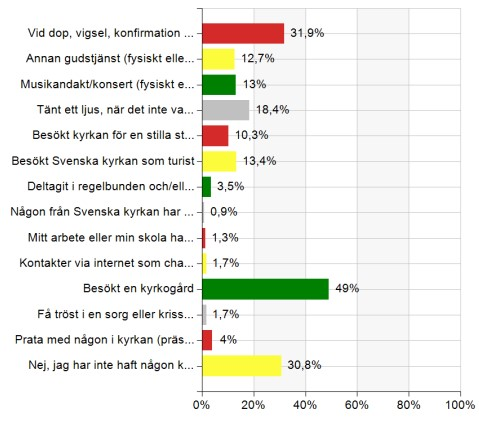 Vid dop, vigsel, konfirmation ... 31,9%
Annan gudstjänst (fysiskt elle... 12,7%
Musikandakt/konsert (fysiskt e... 13%
Tänt ett ljus, när det inte va... 18,4%
Besökt kyrkan för en stilla st... 10,3%
Besökt Svenska kyrkan som turist 13,4%
Deltagit i regelbunden och/ell... 3,5%
Någon från Svenska kyrkan har ... 0,9%
Mitt arbete eller min skola ha... 1,3%
Kontakter via internet som cha... 1,7%
Besökt en kyrkogård 49%
Få tröst i en sorg eller kriss... 1,7%
Prata med någon i kyrkan (präs... 4%
Nej, jag har inte haft någon k... 30,8%
0% 20% 40% 60% 80% 100%